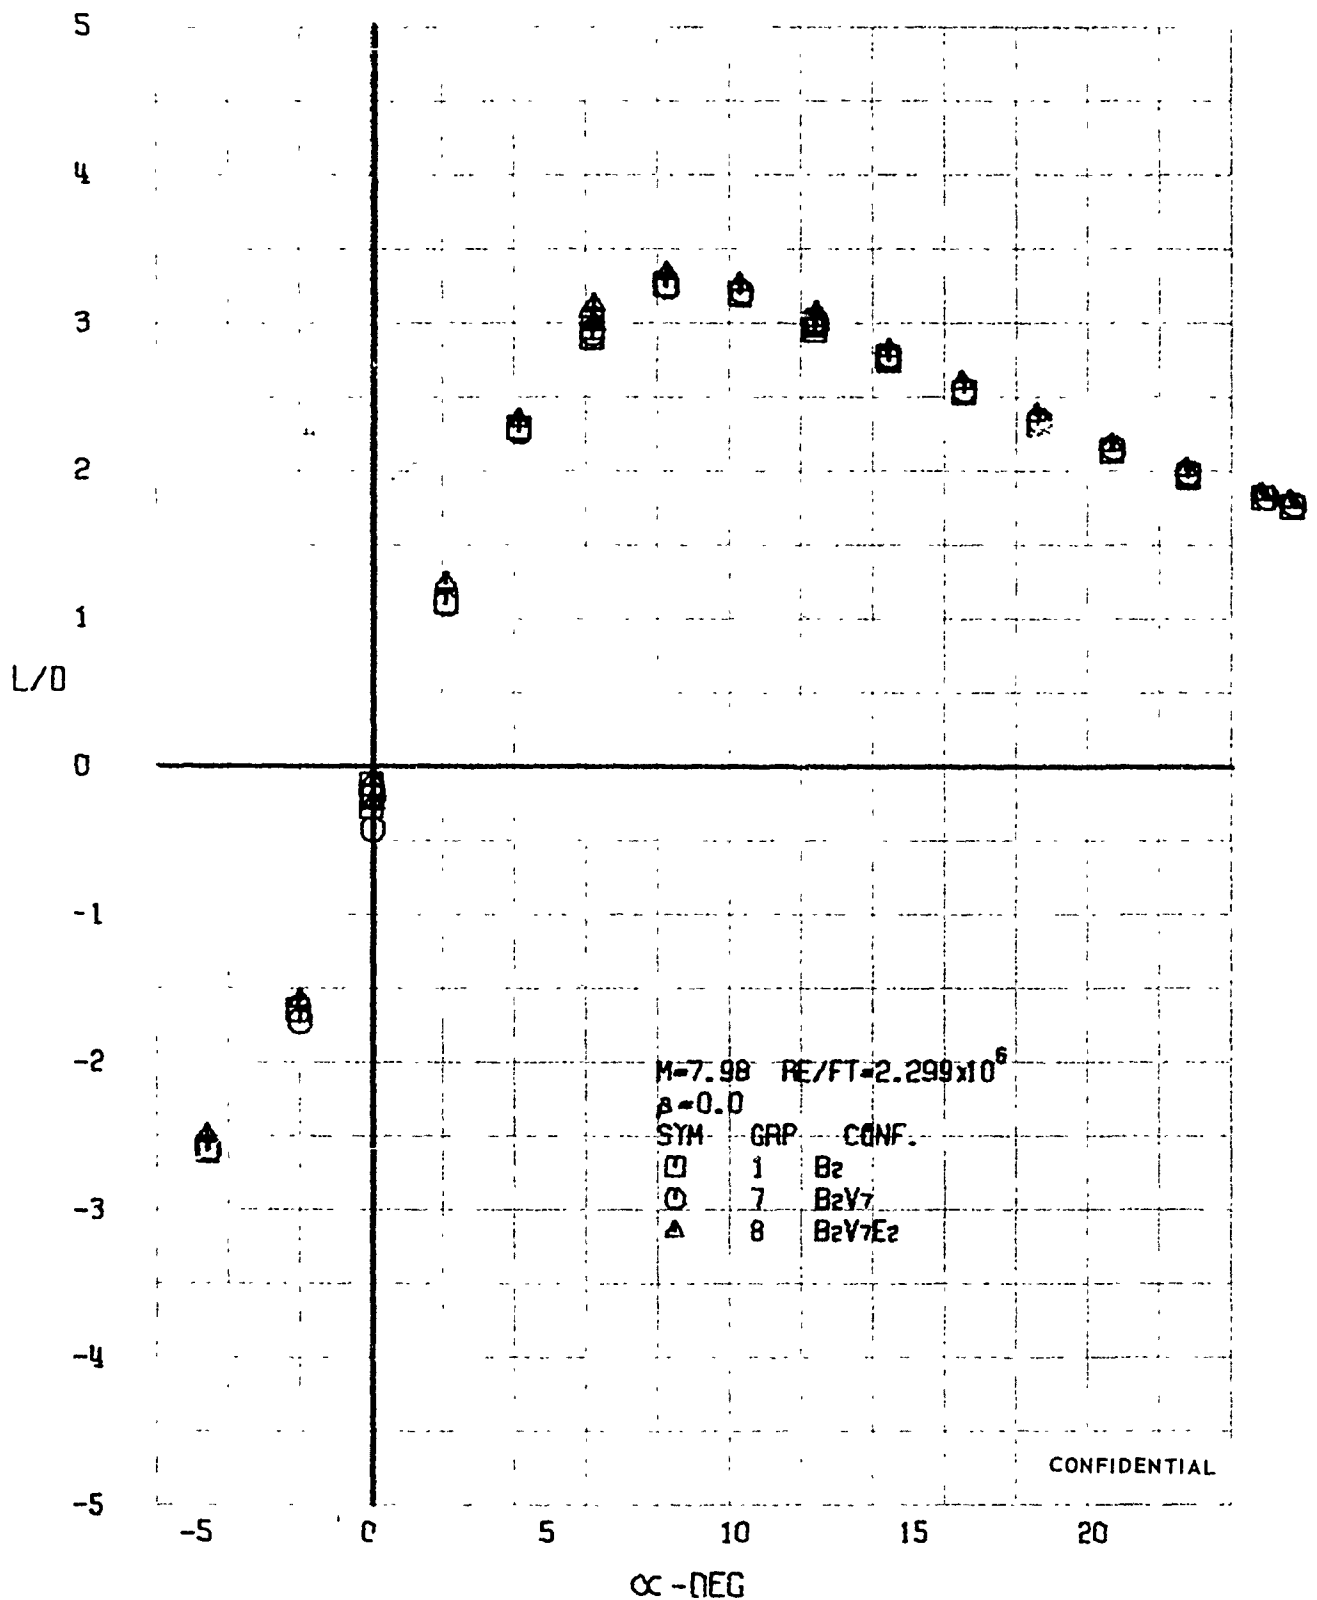 5
4
3
2
1
L/D
0
-1
-2
-3
-4
-5
M=7.98 RE/FT=2.299x10^6
β=0.0
SYM GRP CONF.
1 B2
7 B2V7
8 B2V7E2
CONFIDENTIAL
-5 0 5 10 15 20
α-DEG